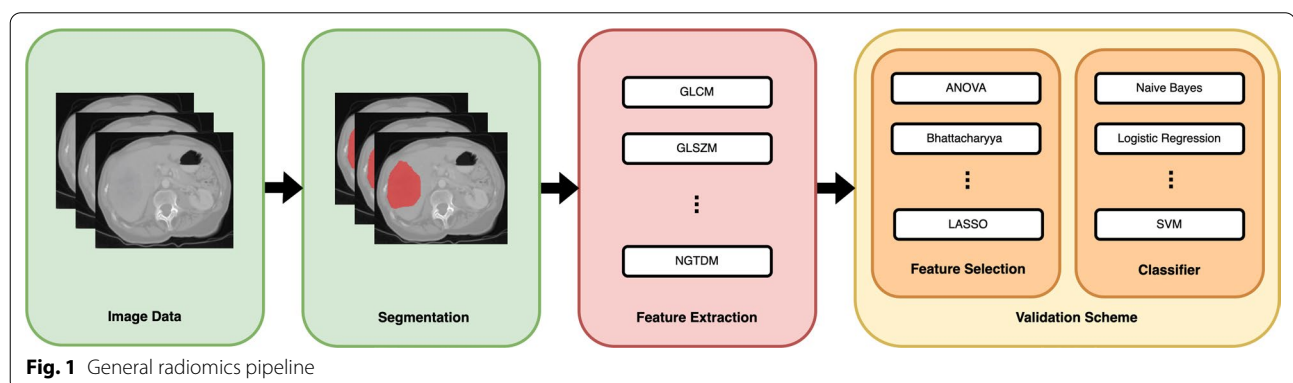 GLCM
GLSZM
⋮
NGTDM
ANOVA
Bhattacharyya
⋮
LASSO
Naive Bayes
Logistic Regression
⋮
SVM
Feature Selection
Classifier
Image Data
Segmentation
Feature Extraction
Validation Scheme
Fig. 1 General radiomics pipeline